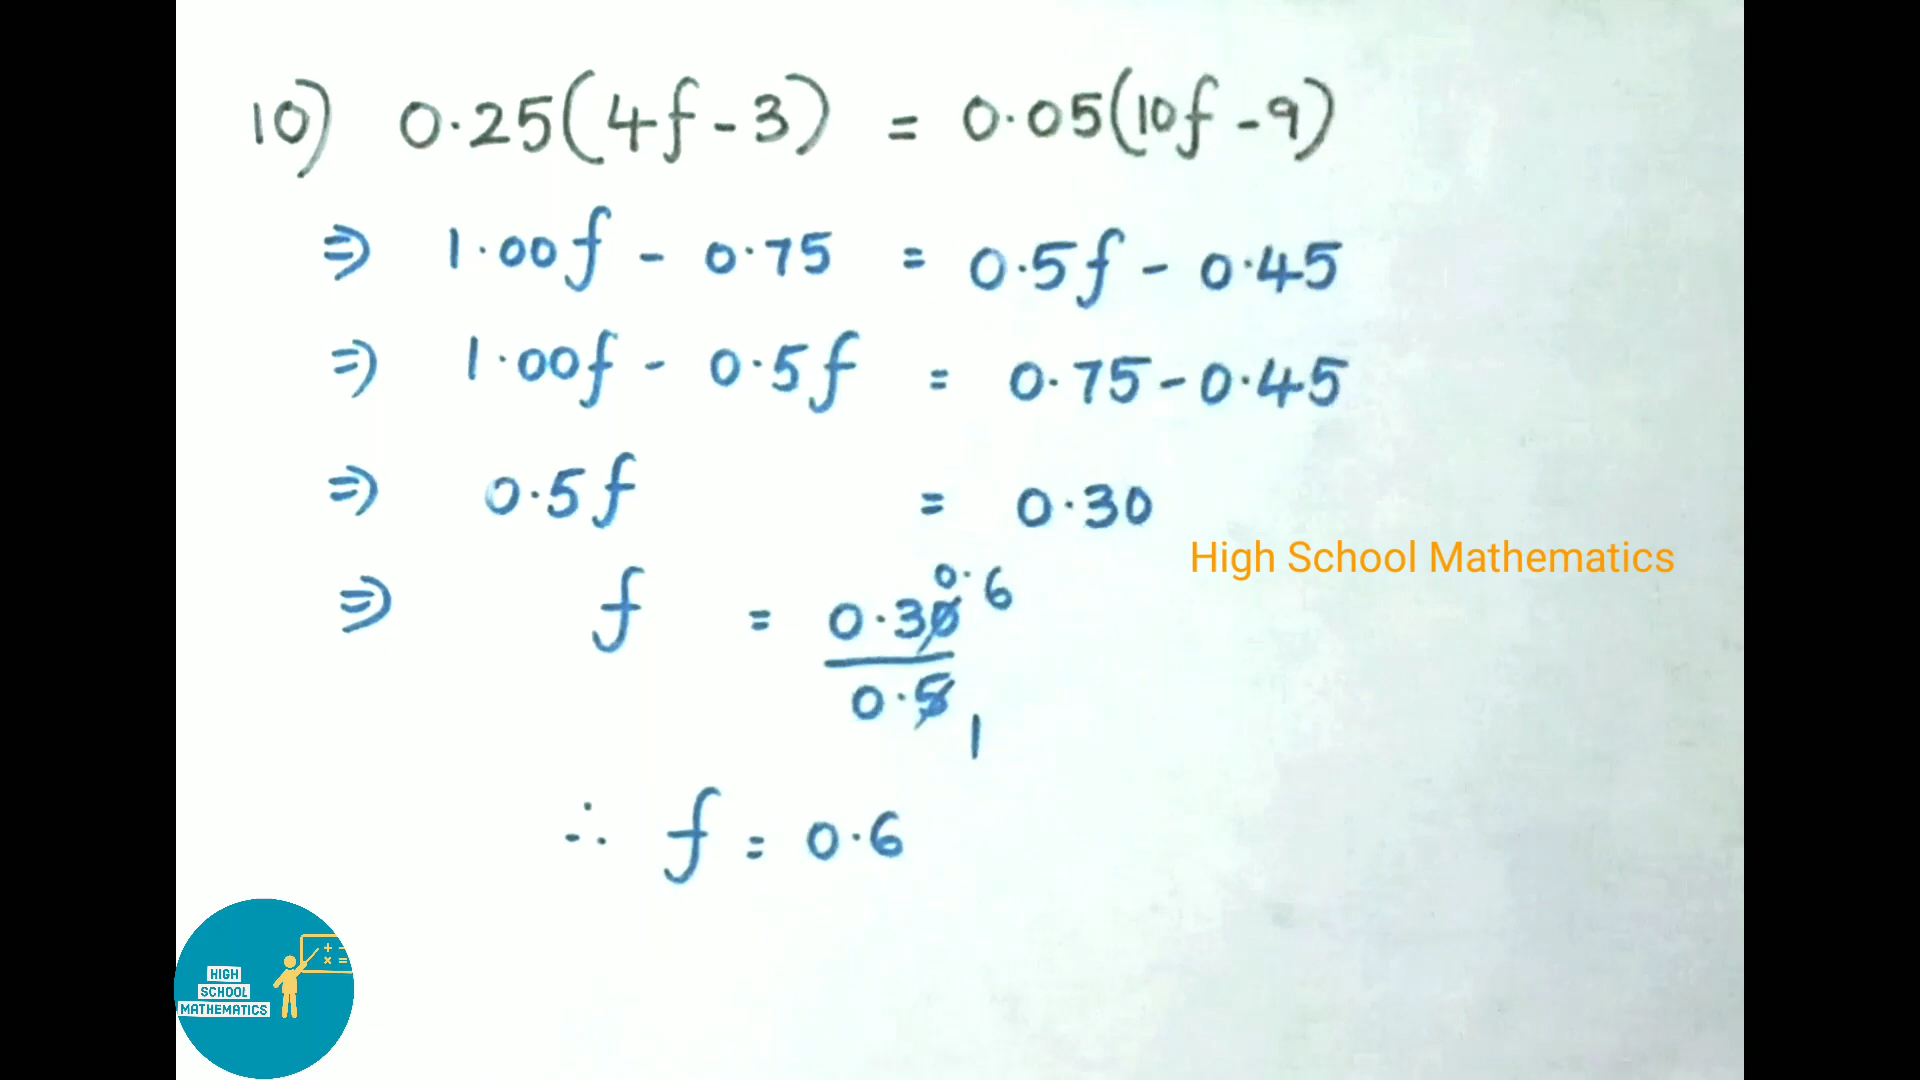 10) 0.25(4f - 3) = 0.05(10f - 9)
⇒ 1.00f - 0.75 = 0.5f - 0.45
⇒ 1.00f - 0.5f = 0.75 - 0.45
⇒ 0.5f = 0.30
High School Mathematics
0.6
⇒ f = 0.30
0.5
1
∴ f = 0.6
HIGH
SCHOOL
MATHEMATICS
+ -
× =